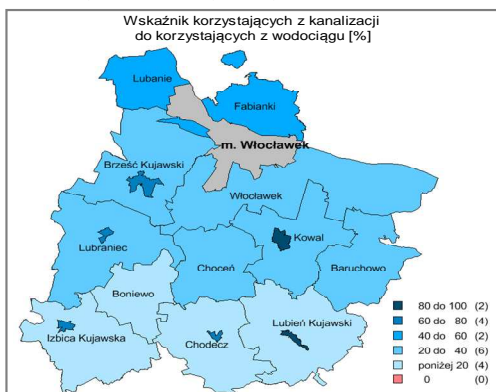 Wskaźnik korzystających z kanalizacji
do korzystających z wodociągu [%]
Lubanie
Fabianki
m. Włocławek
Brześć Kujawski
Włocławek
Lubraniec
Kowal
Choceń
Baruchowo
Boniewo
Izbica Kujawska
Chodecz
Lubień Kujawski
80 do 100 (2)
60 do 80 (4)
40 do 60 (2)
20 do 40 (6)
poniżej 20 (4)
(0)